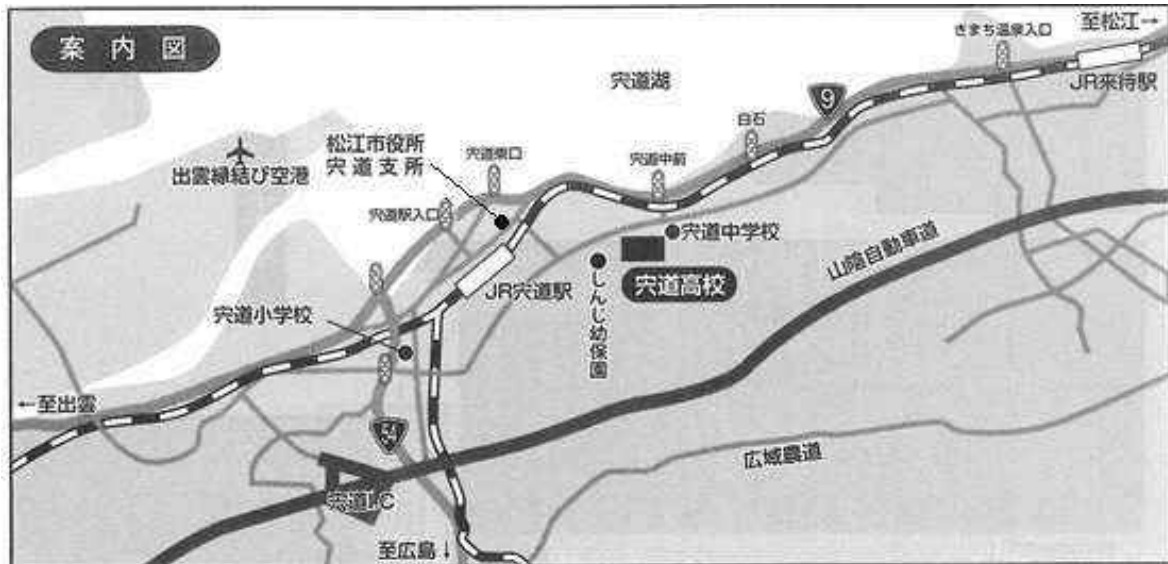 案内図
至松江→
きまち温泉入口
JR来待駅
宍道湖
9
白石
松江市役所
宍道支所
宍道東口
宍道中前
出雲縁結び空港
宍道駅入口
宍道中学校
山陰自動車道
宍道高校
JR宍道駅
しんじ幼保園
宍道小学校
←至出雲
54
広域農道
宍道I.C
至広島↓